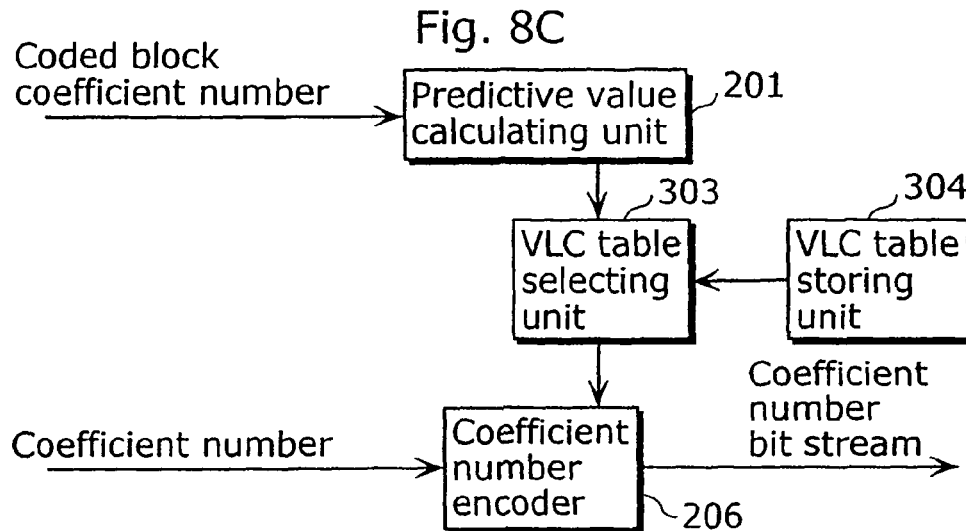 Fig. 8C
Coded block
coefficient number
Predictive value
calculating unit
201
303
304
VLC table
selecting
unit
VLC table
storing
unit
Coefficient
number
bit stream
Coefficient number
Coefficient
number
encoder
206